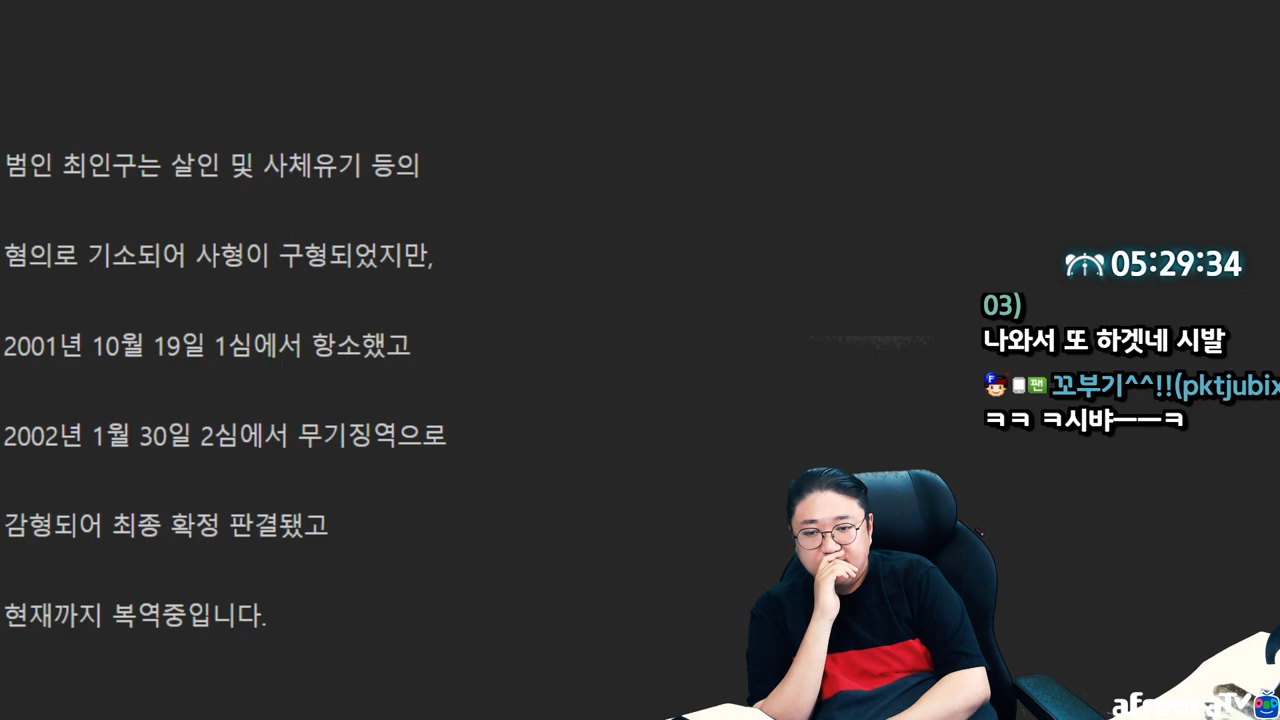 범인 최인구는 살인 및 사체유기 등의
혐의로 기소되어 사형이 구형되었지만,
2001년 10월 19일 1심에서 항소했고
2002년 1월 30일 2심에서 무기징역으로
감형되어 최종 확정 판결됐고
현재까지 복역중입니다.
05:29:34
03)
나와서 또 하겟네 시발
F 팬 꼬부기^^!!(pktjubix
ㅋㅋ ㅋ시뱌ㅡㅡㅋ
afreecaTV